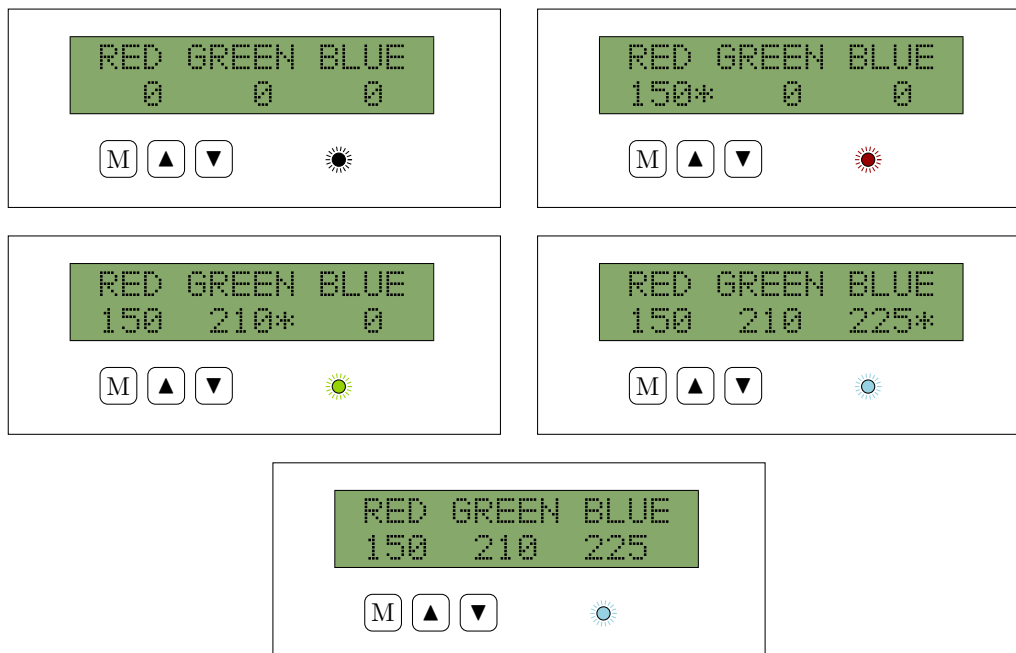 RED GREEN BLUE
0 0 0
M ▲ ▼
RED GREEN BLUE
150* 0 0
M ▲ ▼
RED GREEN BLUE
150 210* 0
M ▲ ▼
RED GREEN BLUE
150 210 225*
M ▲ ▼
RED GREEN BLUE
150 210 225
M ▲ ▼